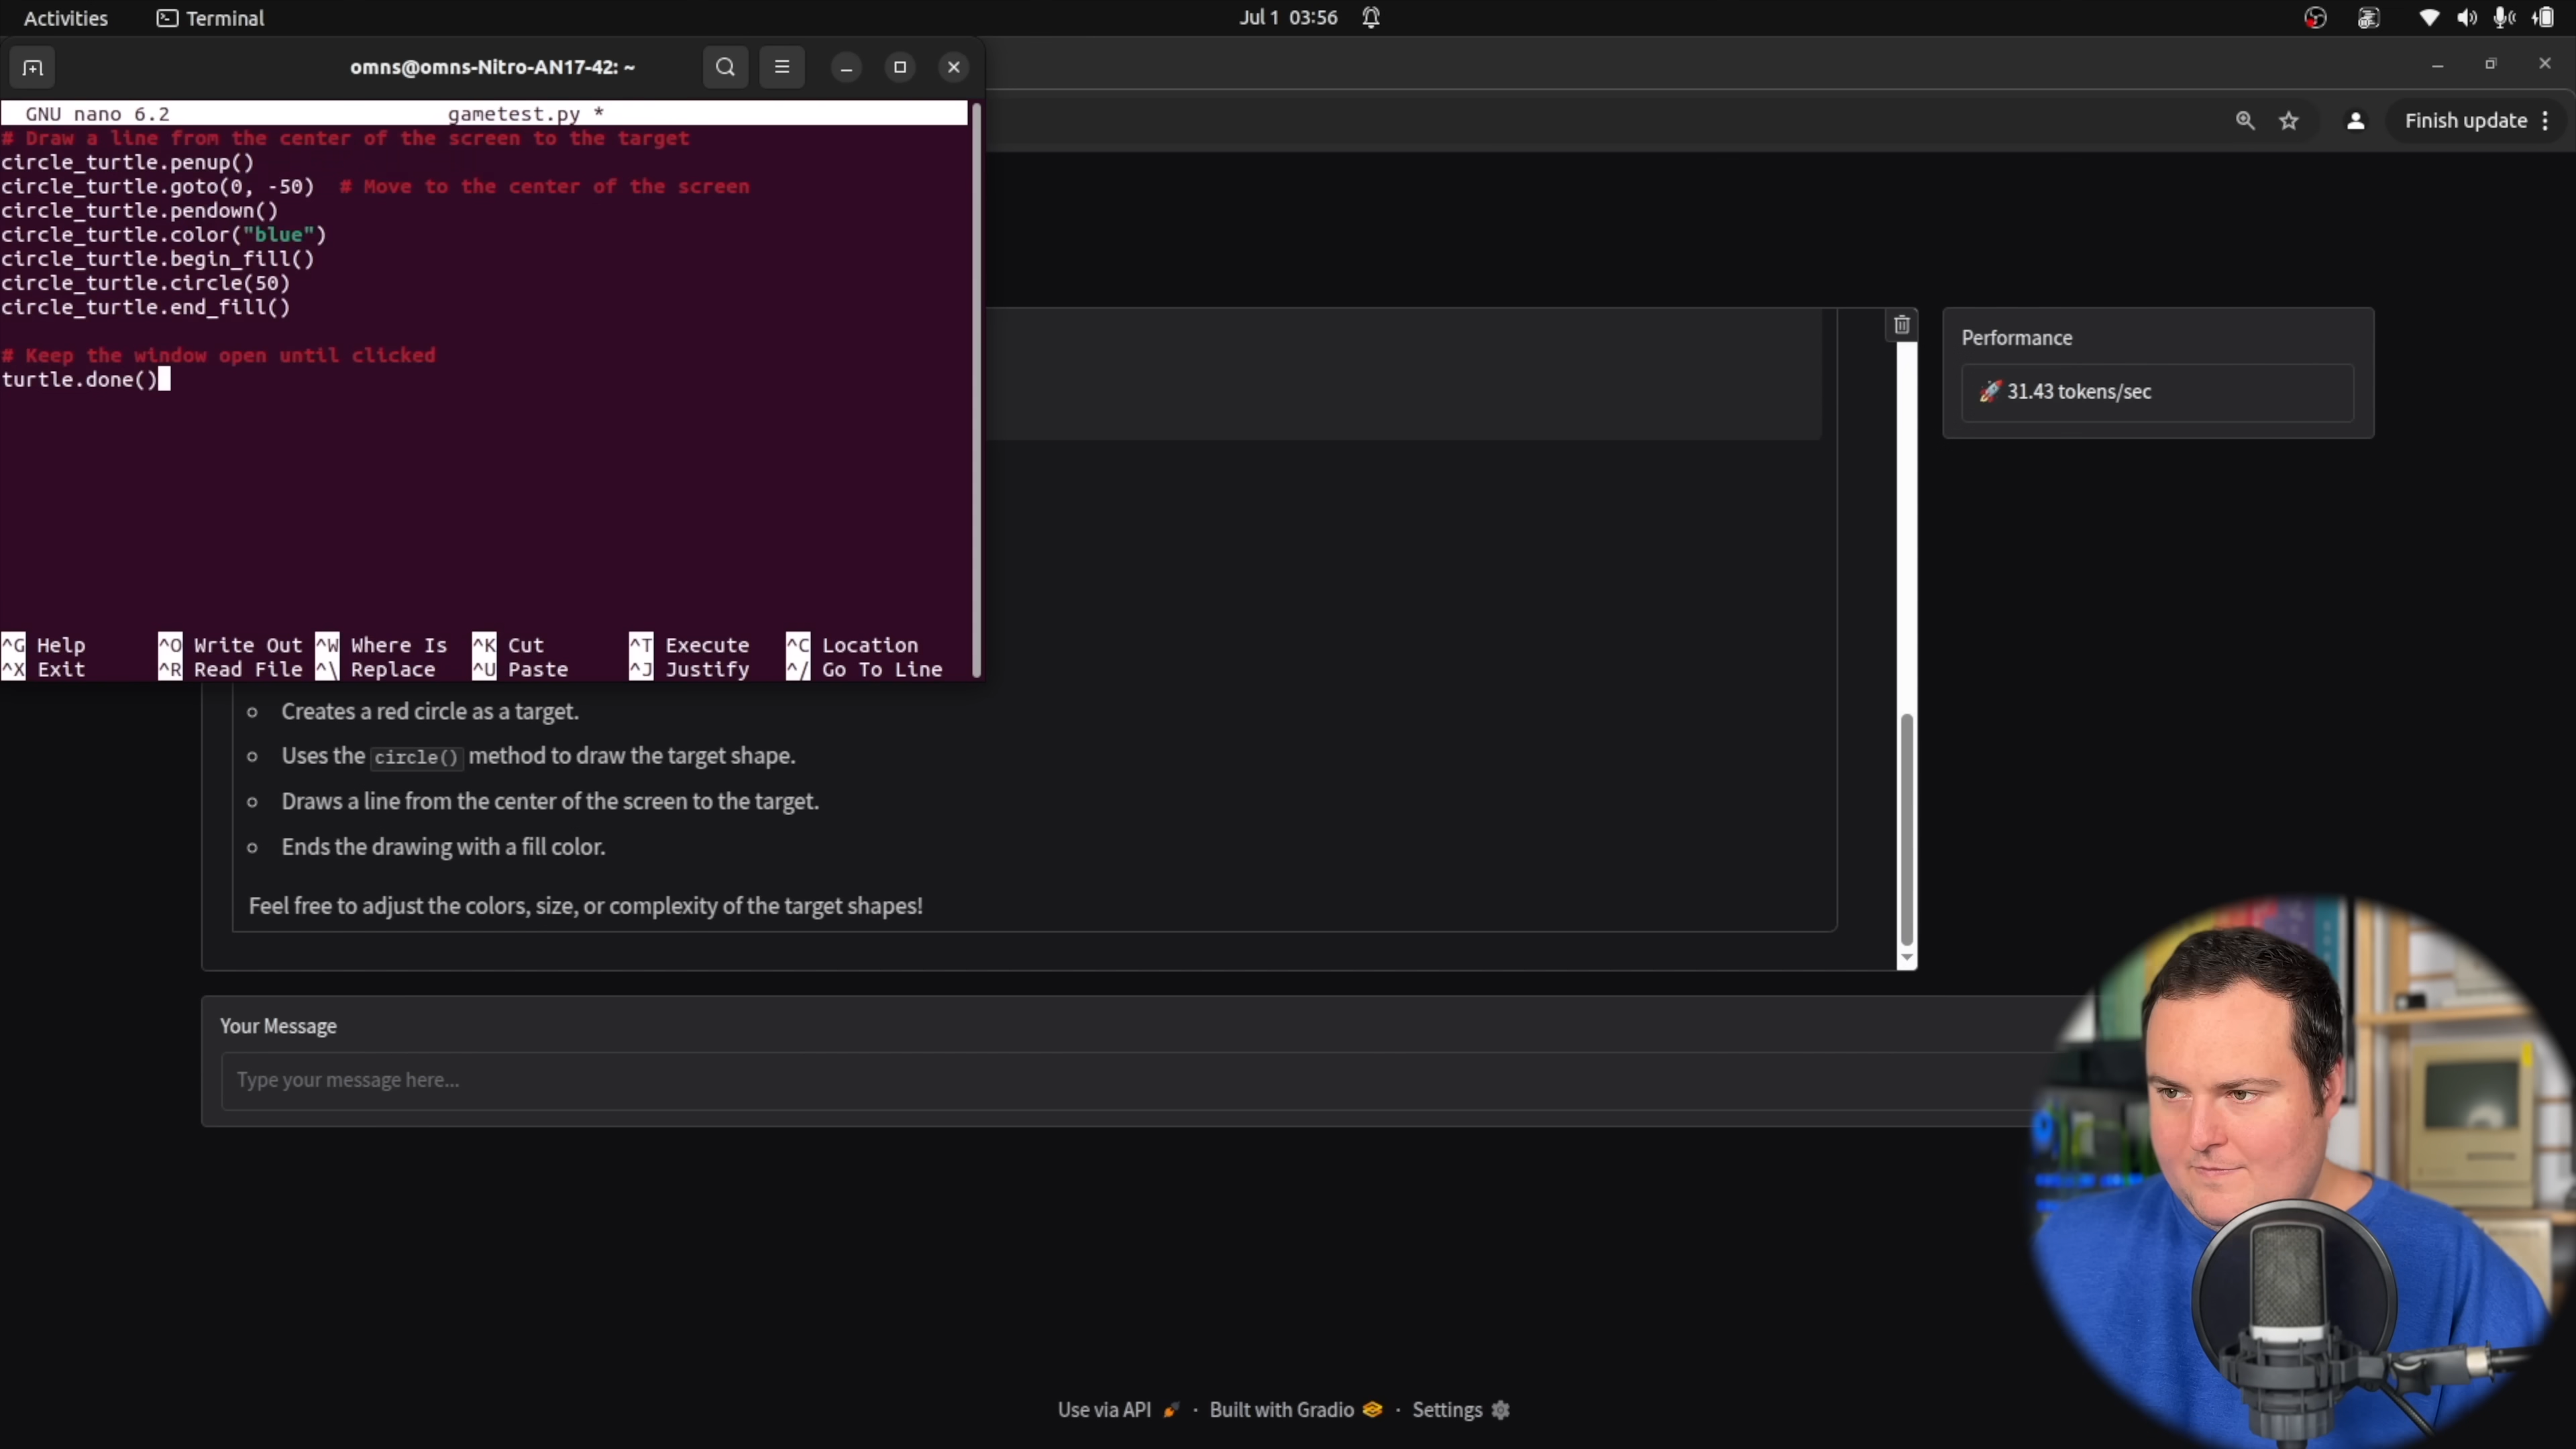 Activities
Terminal
Jul 1 03:56
omns@omns-Nitro-AN17-42: ~
GNU nano 6.2
gametest.py *
# Draw a line from the center of the screen to the target
circle_turtle.penup()
circle_turtle.goto(0, -50)  # Move to the center of the screen
circle_turtle.pendown()
circle_turtle.color("blue")
circle_turtle.begin_fill()
circle_turtle.circle(50)
circle_turtle.end_fill()
# Keep the window open until clicked
turtle.done()
^G Help ^O Write Out ^W Where Is ^K Cut ^T Execute ^C Location
^X Exit ^R Read File ^\ Replace ^U Paste ^J Justify ^/ Go To Line
Finish update
Performance
🚀 31.43 tokens/sec
Creates a red circle as a target.
Uses the circle() method to draw the target shape.
Draws a line from the center of the screen to the target.
Ends the drawing with a fill color.
Feel free to adjust the colors, size, or complexity of the target shapes!
Your Message
Type your message here...
Use via API · Built with Gradio · Settings